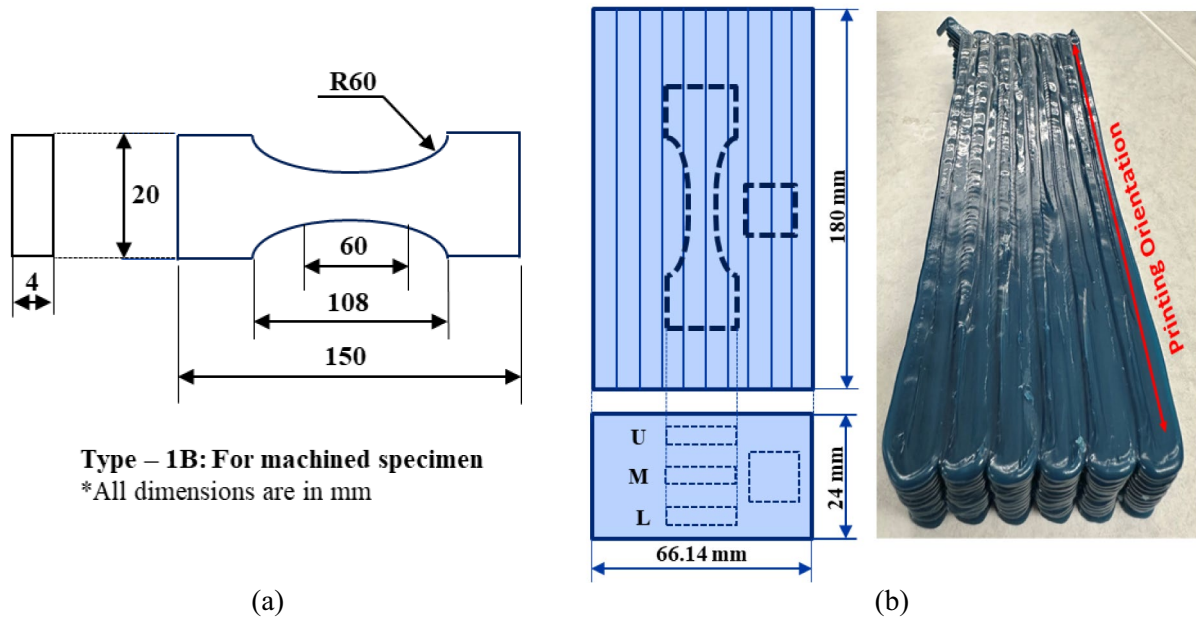 R60
20
4
60
108
150
Type – 1B: For machined specimen
*All dimensions are in mm
(a)
180 mm
U
M
L
24 mm
66.14 mm
Printing Orientation
(b)